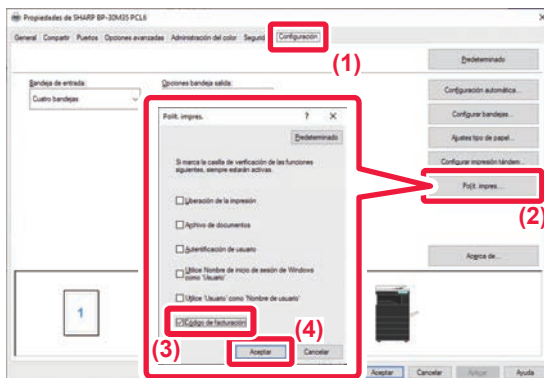 Propiedades de SHARP BP-30M35 PCL6
General Compartir Puertos Opciones avanzadas Administración del color Segurid Configuración
(1)
Predeterminado
Bandeja de entrada:
Opciones bandeja salida:
Cuatro bandejas
Configuración automática...
Configurar bandejas...
Ajustes tipo de papel...
Configurar impresión tándem...
Polít. impres...
(2)
Acerca de...
Polít. impres.
? ×
Predeterminado
Si marca la casilla de verificación de las funciones
siguientes, siempre estarán activas.
Liberación de la impresión
Archivo de documentos
Autentificación de usuario
Utilice Nombre de inicio de sesión de Windows
como 'Usuario'
Utilice 'Usuario' como 'Nombre de usuario'
Código de facturación
(3)
(4)
Aceptar Cancelar
1
Aceptar Cancelar Aplicar Ayuda